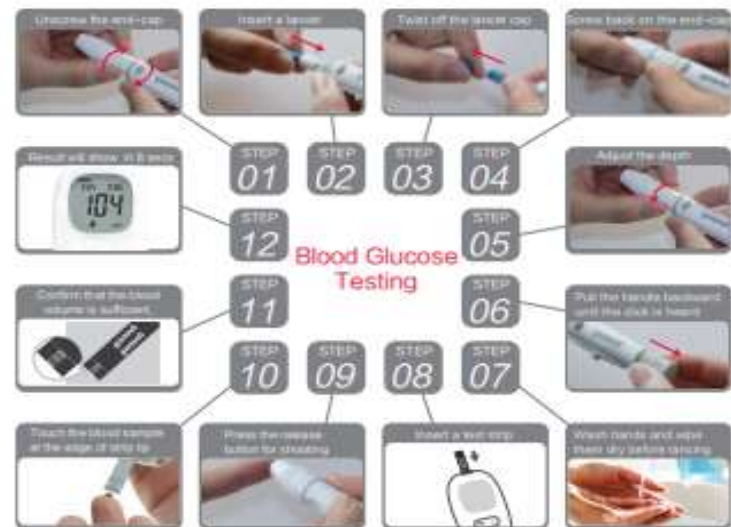 Unscrew the end-cap
STEP
01
Insert a lancet
STEP
02
Twist off the lancet cap
STEP
03
Screw back on the end-cap
STEP
04
Adjust the depth
STEP
05
Pull the handle backward
until the click is heard
STEP
06
Wash hands and wipe
them dry before lancing
STEP
07
Insert a test strip
STEP
08
Press the release
button for shooting
STEP
09
Touch the blood sample
at the edge of strip tip
STEP
10
Confirm that the blood
volume is sufficient
STEP
11
Result will show in 8 secs
104
STEP
12
Blood Glucose
Testing